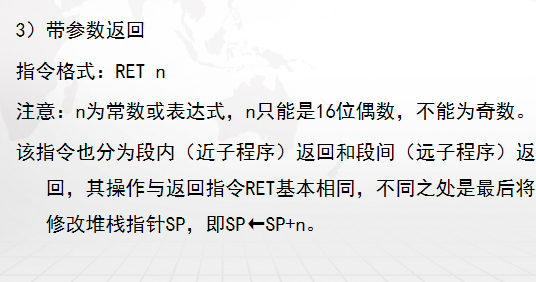 3）带参数返回
指令格式：RET n
注意：n为常数或表达式，n只能是16位偶数，不能为奇数。
该指令也分为段内（近子程序）返回和段间（远子程序）返
回，其操作与返回指令RET基本相同，不同之处是最后将
修改堆栈指针SP，即SP←SP+n。